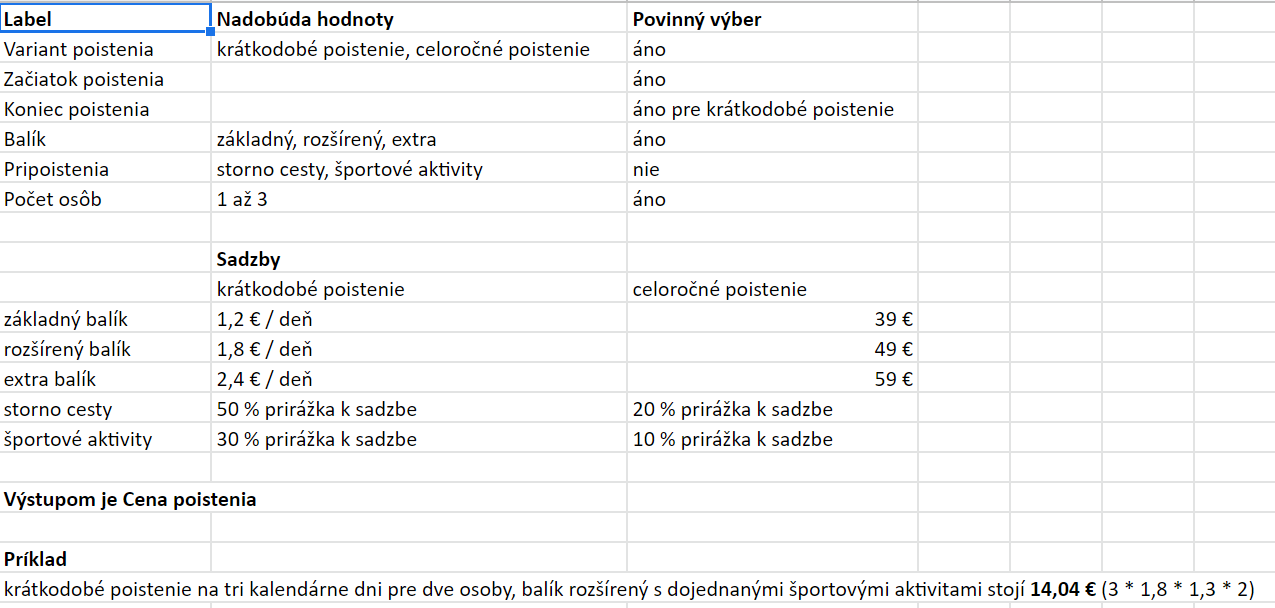 Label Nadobúda hodnoty Povinný výber
Variant poistenia krátkodobé poistenie, celoročné poistenie áno
Začiatok poistenia áno
Koniec poistenia áno pre krátkodobé poistenie
Balík základný, rozšírený, extra áno
Pripoistenia storno cesty, športové aktivity nie
Počet osôb 1 až 3 áno
Sadzby
krátkodobé poistenie celoročné poistenie
základný balík 1,2 € / deň 39 €
rozšírený balík 1,8 € / deň 49 €
extra balík 2,4 € / deň 59 €
storno cesty 50 % prirážka k sadzbe 20 % prirážka k sadzbe
športové aktivity 30 % prirážka k sadzbe 10 % prirážka k sadzbe
Výstupom je Cena poistenia
Príklad
krátkodobé poistenie na tri kalendárne dni pre dve osoby, balík rozšírený s dojednanými športovými aktivitami stojí 14,04 € (3 * 1,8 * 1,3 * 2)